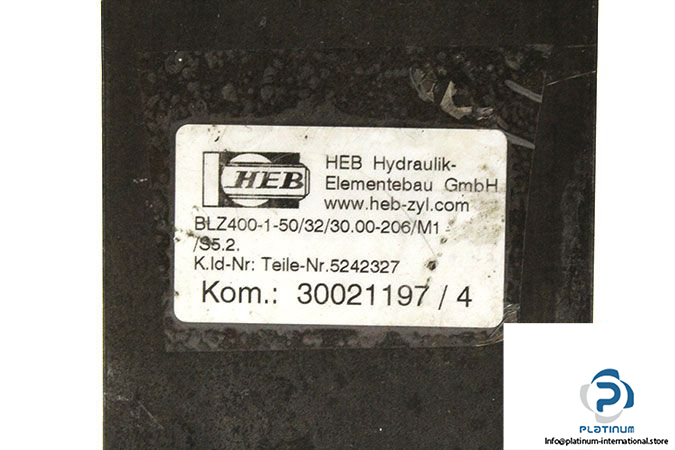 HEB
HEB Hydraulik-
Elementebau GmbH
www.heb-zyl.com
BLZ400-1-50/32/30.00-206/M1 -
/S5.2.
K.Id-Nr: Teile-Nr.5242327
Kom.: 30021197 / 4
PLATINUM
Info@platinum-international.store